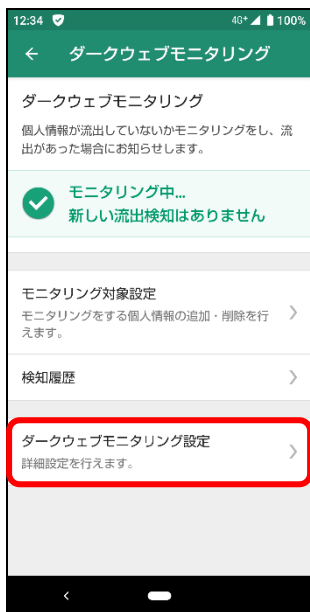 12:34 4G+ 100%
ダークウェブモニタリング
ダークウェブモニタリング
個人情報が流出していないかモニタリングをし、流
出があった場合にお知らせします。
モニタリング中...
新しい流出検知はありません
モニタリング対象設定
モニタリングをする個人情報の追加・削除を行
えます。
検知履歴
ダークウェブモニタリング設定
詳細設定を行えます。